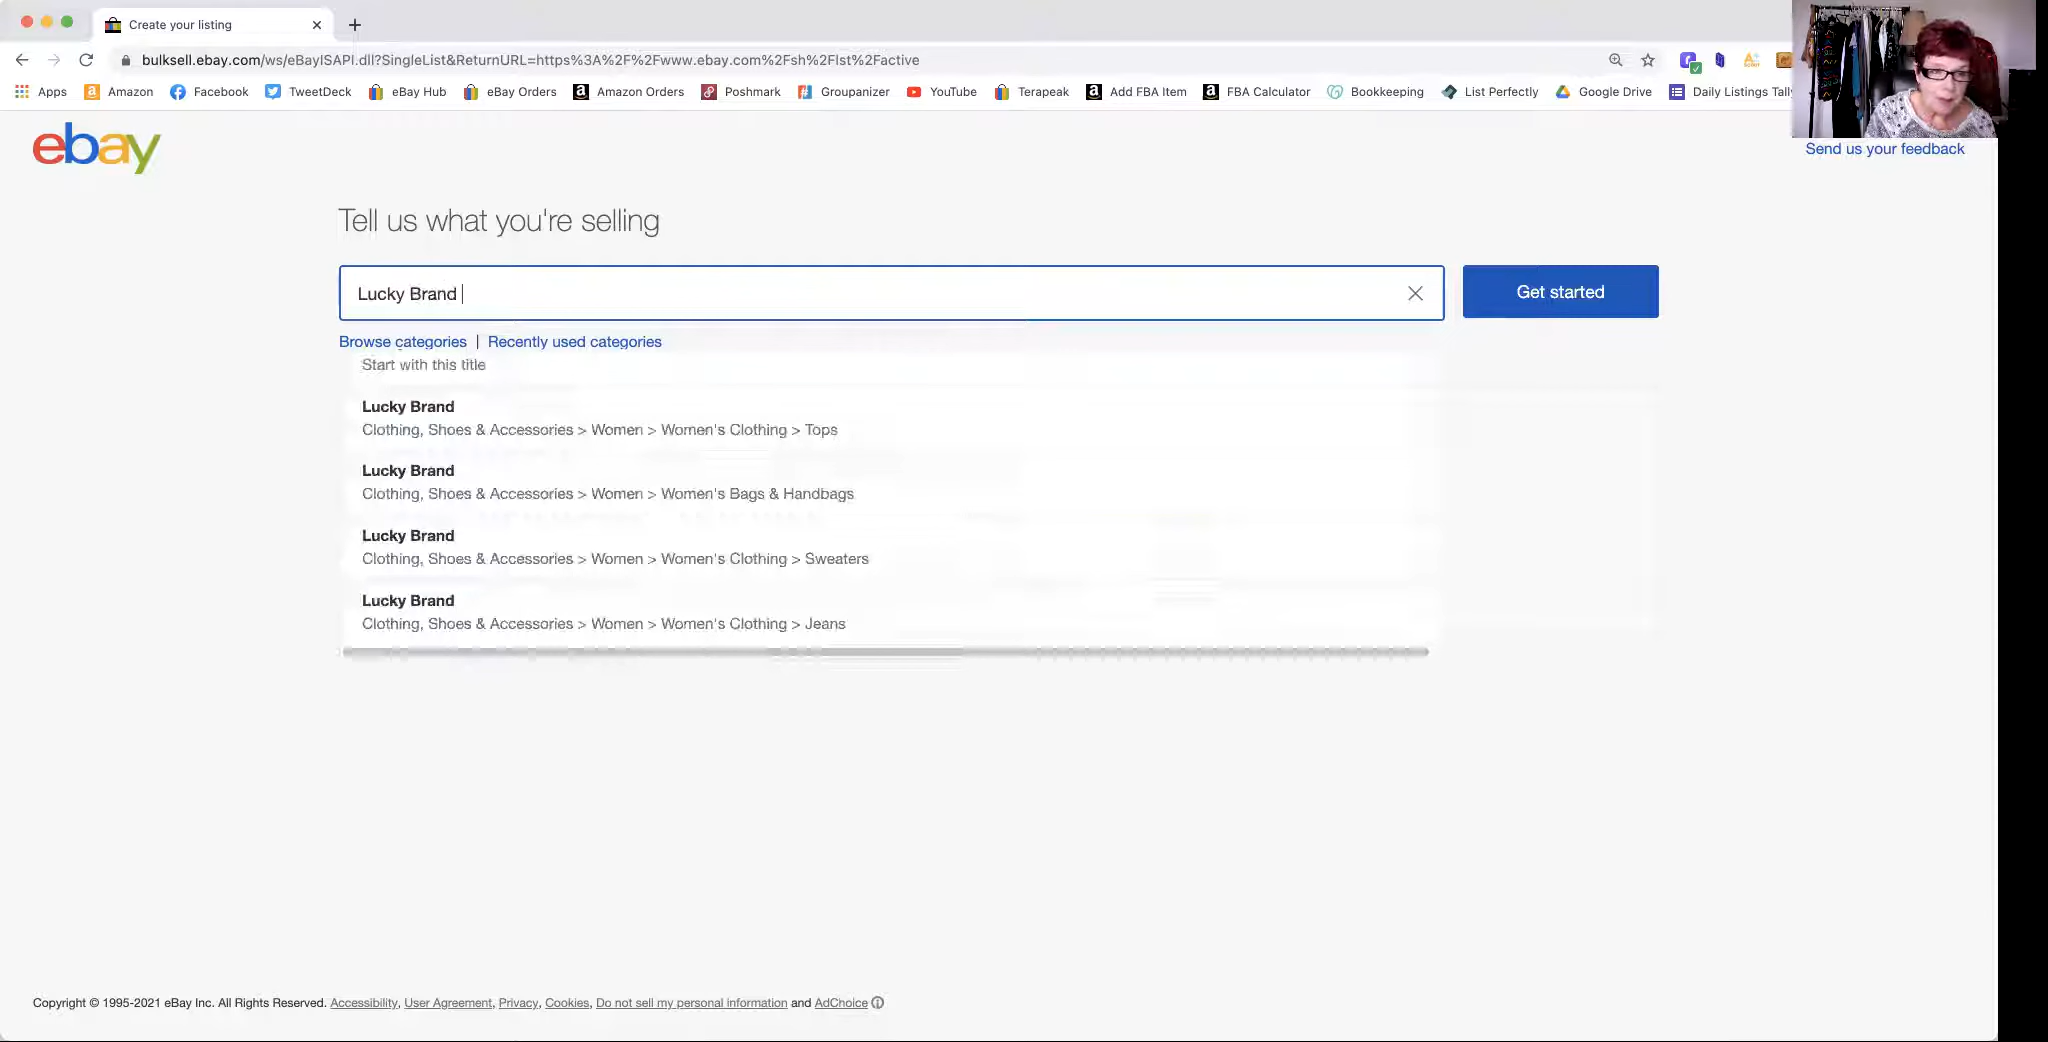 Create your listing
bulksell.ebay.com/ws/eBayISAPI.dll?SingleList&ReturnURL=https%3A%2F%2Fwww.ebay.com%2Fsh%2Flst%2Factive
Apps Amazon Facebook TweetDeck eBay Hub eBay Orders Amazon Orders Poshmark Groupanizer YouTube Terapeak Add FBA Item FBA Calculator Bookkeeping List Perfectly Google Drive Daily Listings Tally
ebay
Send us your feedback
Tell us what you're selling
Lucky Brand
Get started
Browse categories | Recently used categories
Start with this title
Lucky Brand
Clothing, Shoes & Accessories > Women > Women's Clothing > Tops
Lucky Brand
Clothing, Shoes & Accessories > Women > Women's Bags & Handbags
Lucky Brand
Clothing, Shoes & Accessories > Women > Women's Clothing > Sweaters
Lucky Brand
Clothing, Shoes & Accessories > Women > Women's Clothing > Jeans
Copyright © 1995-2021 eBay Inc. All Rights Reserved. Accessibility, User Agreement, Privacy, Cookies, Do not sell my personal information and AdChoice